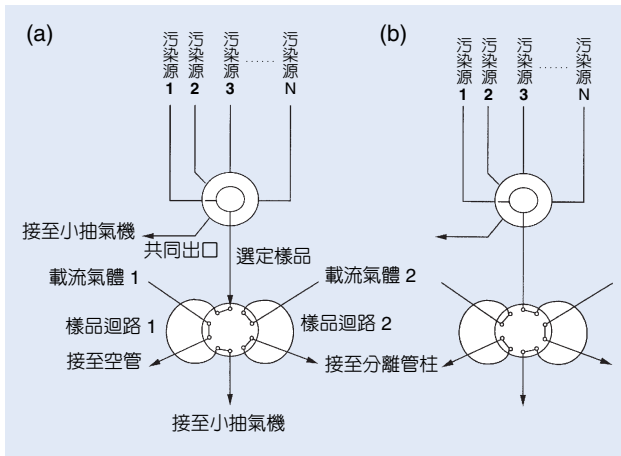 (a)
污染源 1
污染源 2
污染源 3
......
污染源 N
接至小抽氣機
共同出口
選定樣品
載流氣體 1
載流氣體 2
樣品迴路 1
樣品迴路 2
接至空管
接至分離管柱
接至小抽氣機
(b)
污染源 1
污染源 2
污染源 3
......
污染源 N